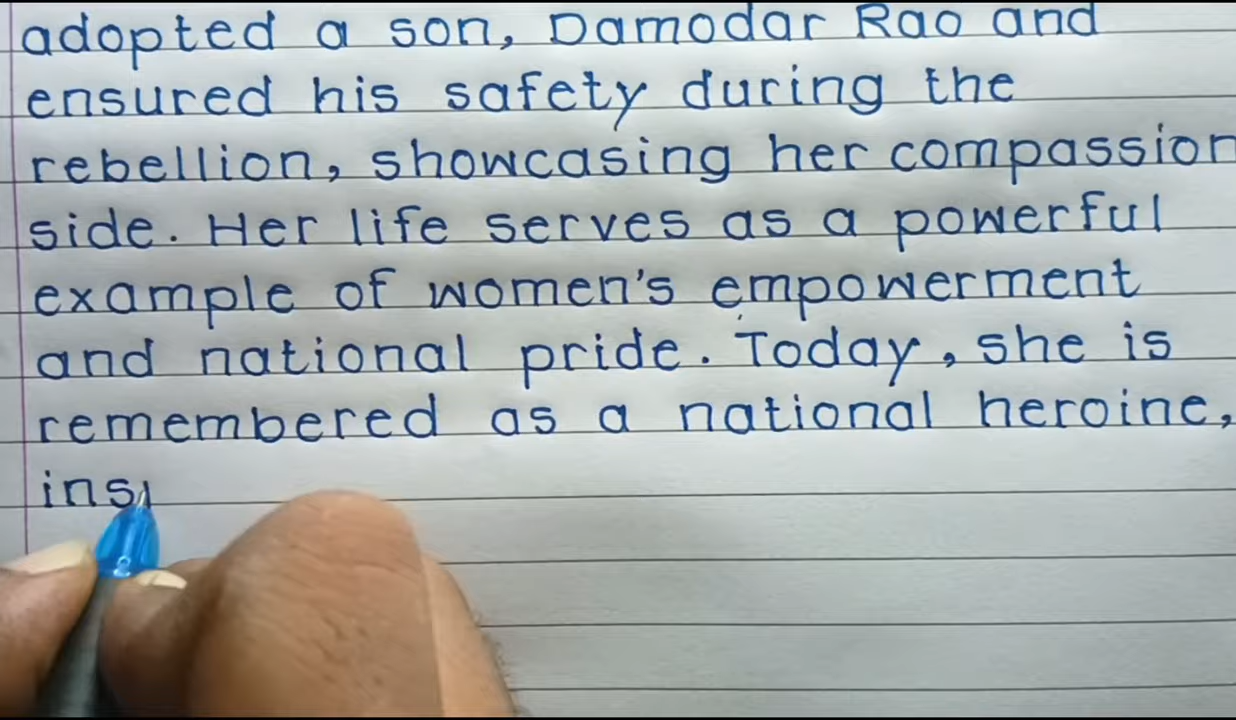 adopted a son, Damodar Rao and
ensured his safety during the
rebellion, showcasing her compassion
side. Her life serves as a powerful
example of women's empowerment
and national pride. Today, she is
remembered as a national heroine,